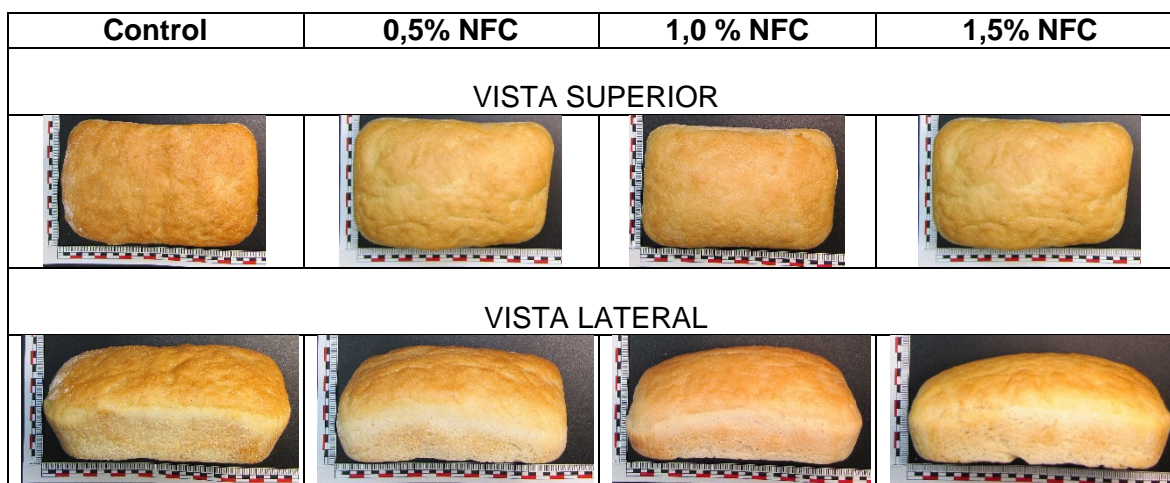 Control 0,5% NFC 1,0 % NFC 1,5% NFC
VISTA SUPERIOR
VISTA LATERAL